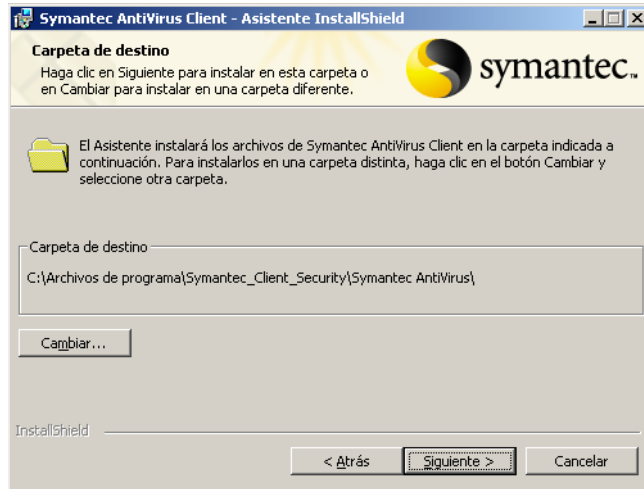 Symantec AntiVirus Client - Asistente InstallShield
Carpeta de destino
Haga clic en Siguiente para instalar en esta carpeta o
en Cambiar para instalar en una carpeta diferente.
symantec.
El Asistente instalará los archivos de Symantec AntiVirus Client en la carpeta indicada a
continuación. Para instalarlos en una carpeta distinta, haga clic en el botón Cambiar y
seleccione otra carpeta.
Carpeta de destino
C:\Archivos de programa\Symantec_Client_Security\Symantec AntiVirus\
Cambiar...
InstallShield
< Atrás
Siguiente >
Cancelar